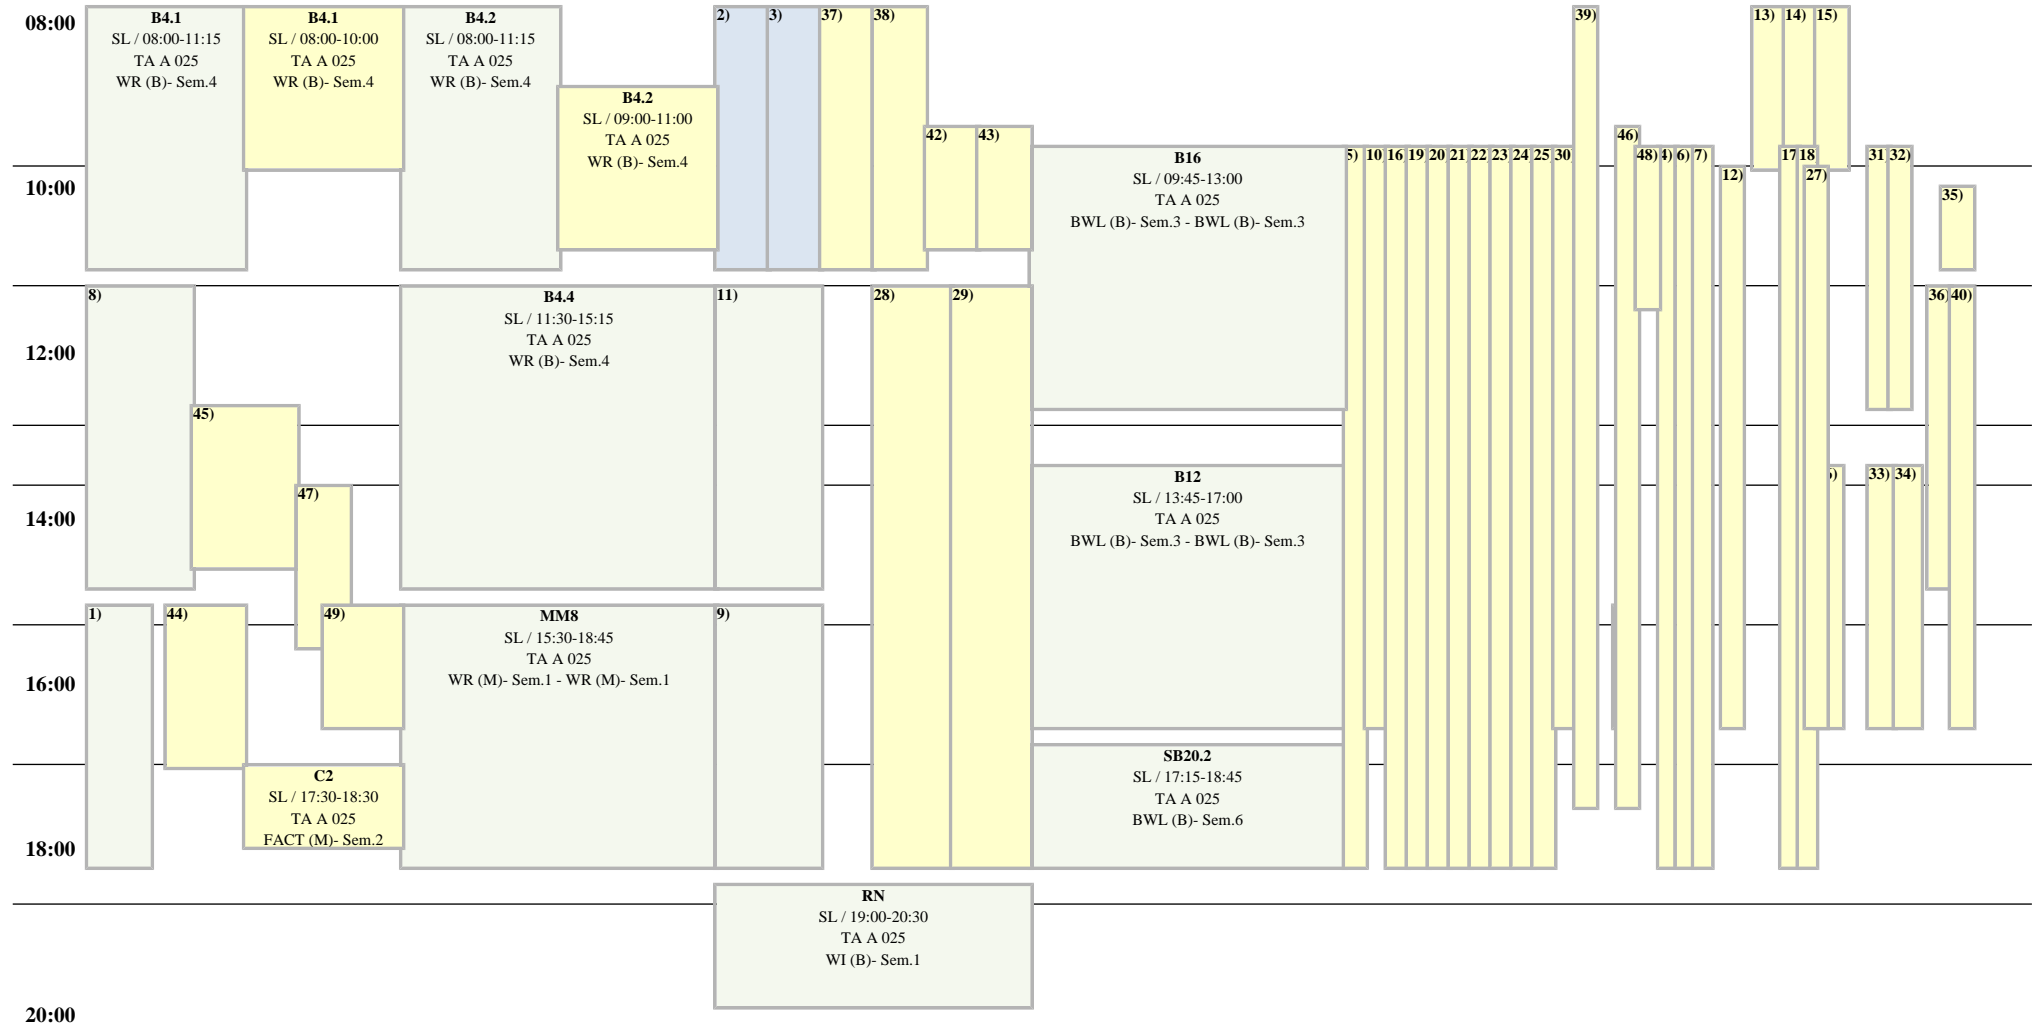 08:00
10:00
12:00
14:00
16:00
18:00
20:00
B4.1
SL / 08:00-11:15
TA A 025
WR (B)- Sem.4
B4.1
SL / 08:00-10:00
TA A 025
WR (B)- Sem.4
B4.2
SL / 08:00-11:15
TA A 025
WR (B)- Sem.4
B4.2
SL / 09:00-11:00
TA A 025
WR (B)- Sem.4
2)
3)
37)
38)
42)
43)
B16
SL / 09:45-13:00
TA A 025
BWL (B)- Sem.3 - BWL (B)- Sem.3
5)
10
16
19
20
21
22
23
24
25
30
39)
46)
48)
4)
6)
7)
12)
13)
14)
15)
17
18
27)
31
32)
35)
8)
45)
47)
B4.4
SL / 11:30-15:15
TA A 025
WR (B)- Sem.4
11)
28)
29)
36)
40)
B12
SL / 13:45-17:00
TA A 025
BWL (B)- Sem.3 - BWL (B)- Sem.3
33)
34)
1)
44)
49)
MM8
SL / 15:30-18:45
TA A 025
WR (M)- Sem.1 - WR (M)- Sem.1
9)
C2
SL / 17:30-18:30
TA A 025
FACT (M)- Sem.2
SB20.2
SL / 17:15-18:45
TA A 025
BWL (B)- Sem.6
RN
SL / 19:00-20:30
TA A 025
WI (B)- Sem.1